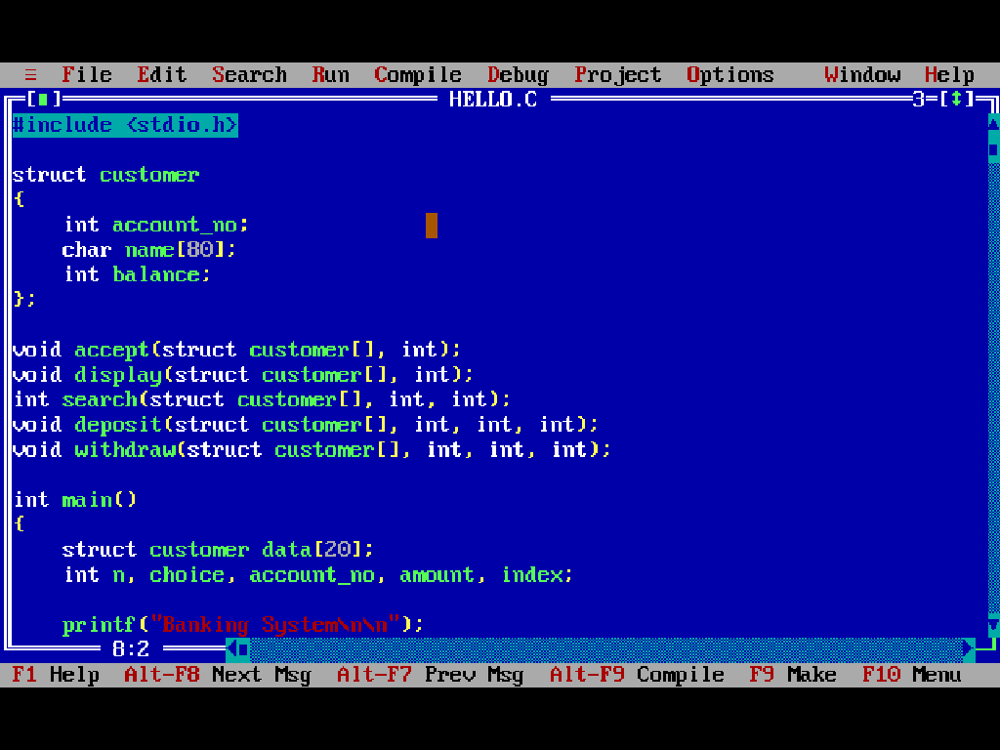 ≡ File Edit Search Run Compile Debug Project Options Window Help
[■] HELLO.C 3=[↕]
#include <stdio.h>
struct customer
{
    int account_no;
    char name[80];
    int balance;
};
void accept(struct customer[], int);
void display(struct customer[], int);
int search(struct customer[], int, int);
void deposit(struct customer[], int, int, int);
void withdraw(struct customer[], int, int, int);
int main()
{
    struct customer data[20];
    int n, choice, account_no, amount, index;
    printf("Banking System\n\n");
8:2
F1 Help Alt-F8 Next Msg Alt-F7 Prev Msg Alt-F9 Compile F9 Make F10 Menu